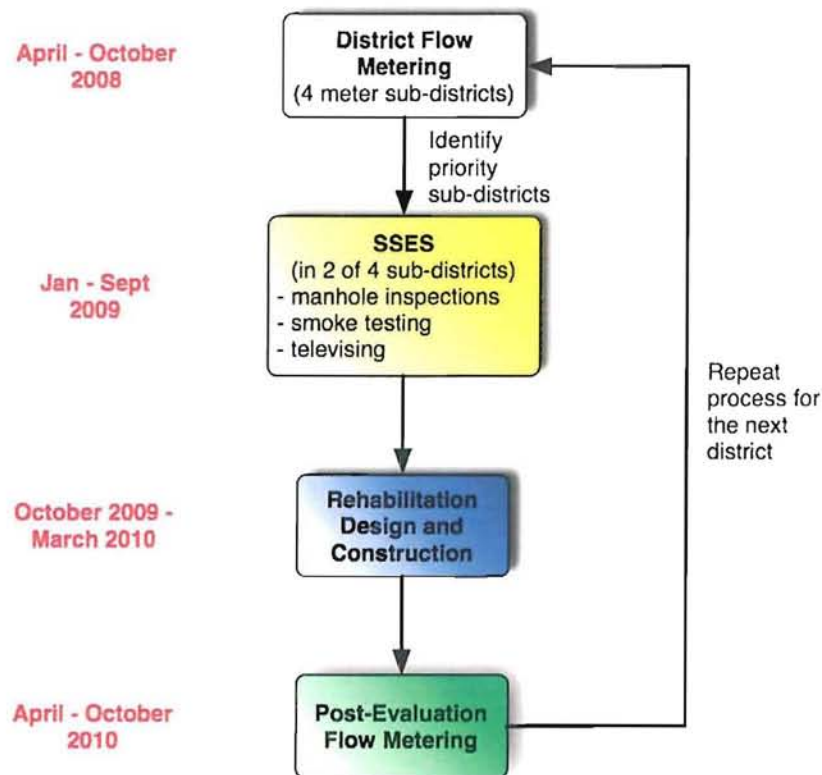 April - October
2008
District Flow
Metering
(4 meter sub-districts)
Identify
priority
sub-districts
Jan - Sept
2009
SSES
(in 2 of 4 sub-districts)
- manhole inspections
- smoke testing
- televising
Repeat
process for
the next
district
October 2009 -
March 2010
Rehabilitation
Design and
Construction
April - October
2010
Post-Evaluation
Flow Metering